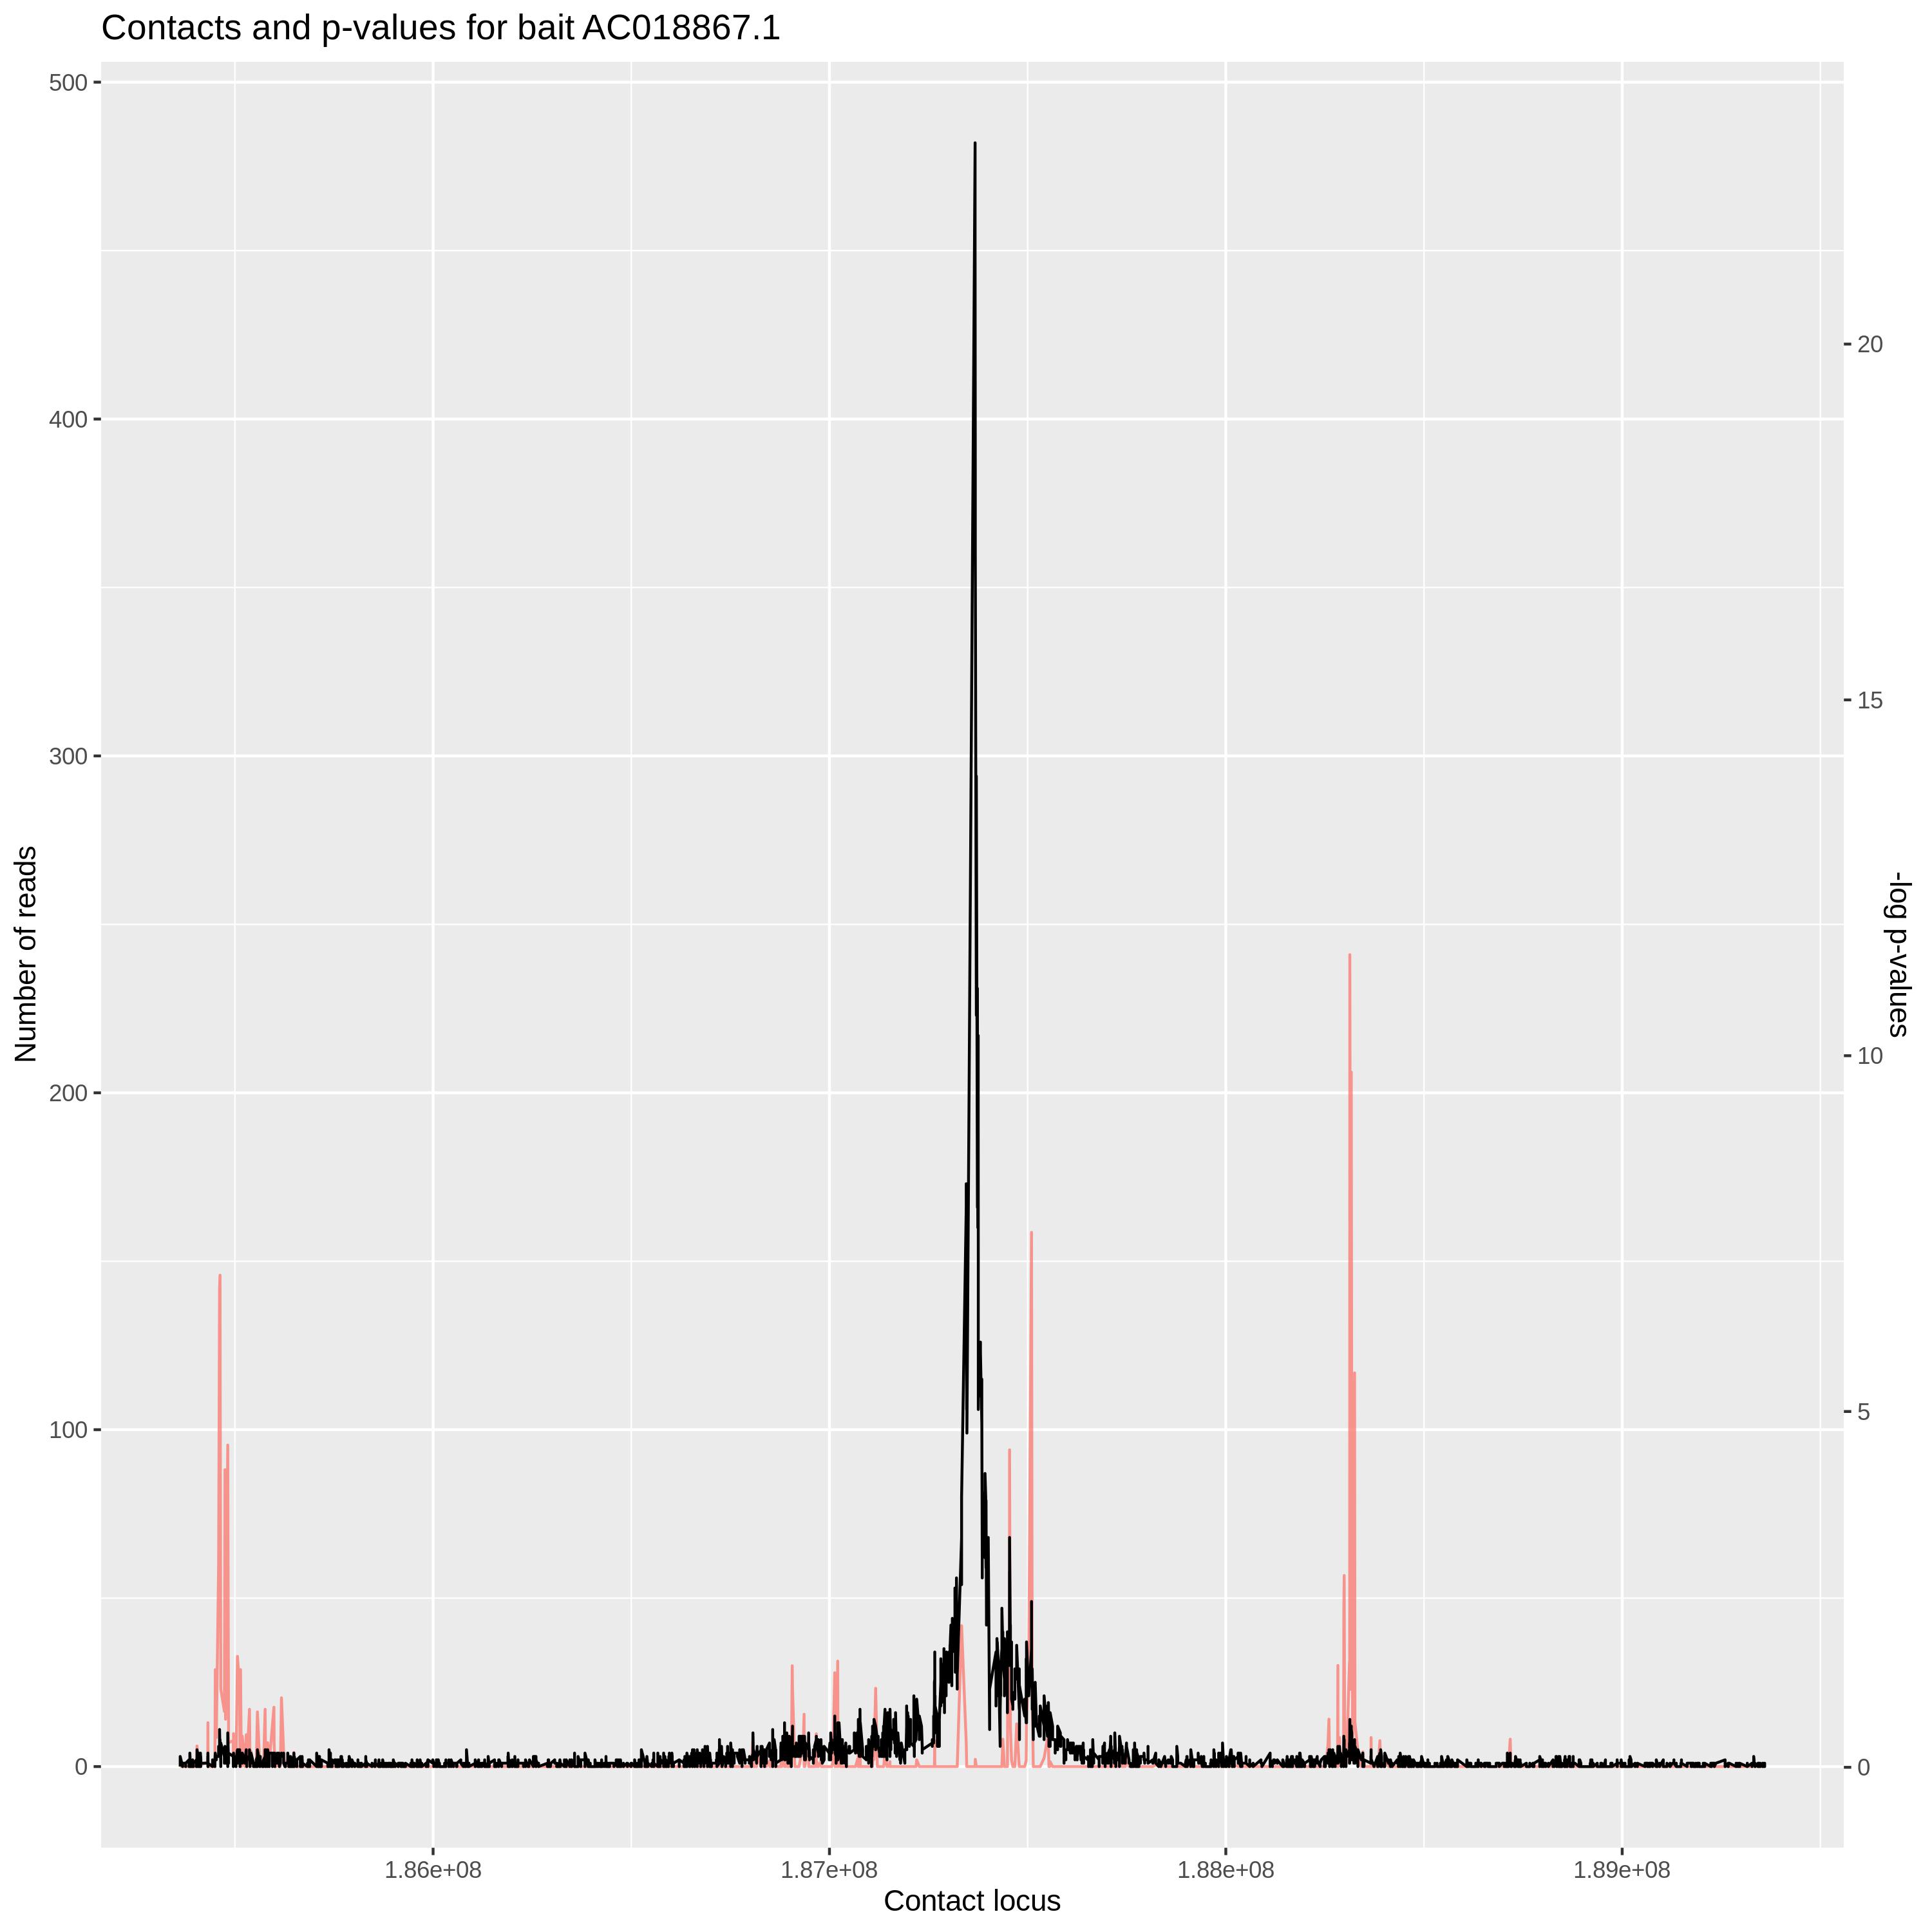 Contacts and p-values for bait AC018867.1
500
400
300
200
100
0
Number of reads
20
15
10
5
0
-log p-values
1.86e+08 1.87e+08 1.88e+08 1.89e+08
Contact locus